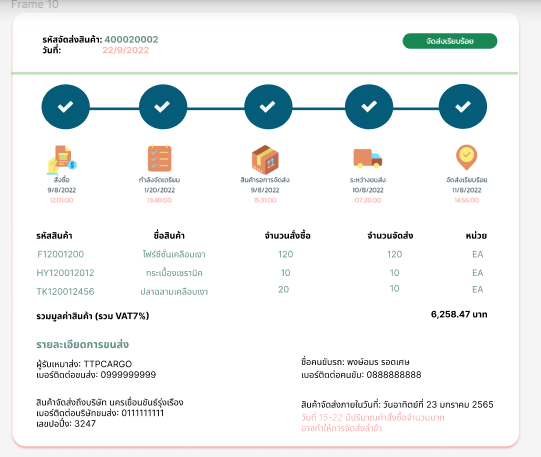 Frame 10
รหัสจัดส่งสินค้า: 400020002
วันที่: 22/9/2022
จัดส่งเรียบร้อย
สั่งซื้อ กำลังจัดเตรียม สินค้ารอการจัดส่ง ระหว่างขนส่ง จัดส่งเรียบร้อย
9/8/2022 1/20/2022 9/8/2022 10/8/2022 11/8/2022
12:01:00 13:48:00 15:31:00 07:28:00 14:56:00
รหัสสินค้า ชื่อสินค้า จำนวนสั่งซื้อ จำนวนจัดส่ง หน่วย
F12001200 โฟร์ซีซั่นเคลือบเงา 120 120 EA
HY120012012 กระเบื้องเซรามิค 10 10 EA
TK120012456 ปลาฉลามเคลือบเงา 20 10 EA
รวมมูลค่าสินค้า (รวม VAT7%) 6,258.47 บาท
รายละเอียดการขนส่ง
ผู้รับเหมาส่ง: TTPCARGO
เบอร์ติดต่อขนส่ง: 0999999999
ชื่อคนขับรถ: พงษ์อมร รอดเศษ
เบอร์ติดต่อคนขับ: 0888888888
สินค้าจัดส่งถึงบริษัท นครเขื่อนขันธ์รุ่งเรือง
เบอร์ติดต่อบริษัทขนส่ง: 0111111111
เลขปอปิ้ง: 3247
สินค้าจัดส่งภายในวันที่: วันอาทิตย์ที่ 23 มกราคม 2565
วันที่ 15-22 มีปริมาณคำสั่งซื้อจำนวนมาก
อาจทำให้การจัดส่งล่าช้า